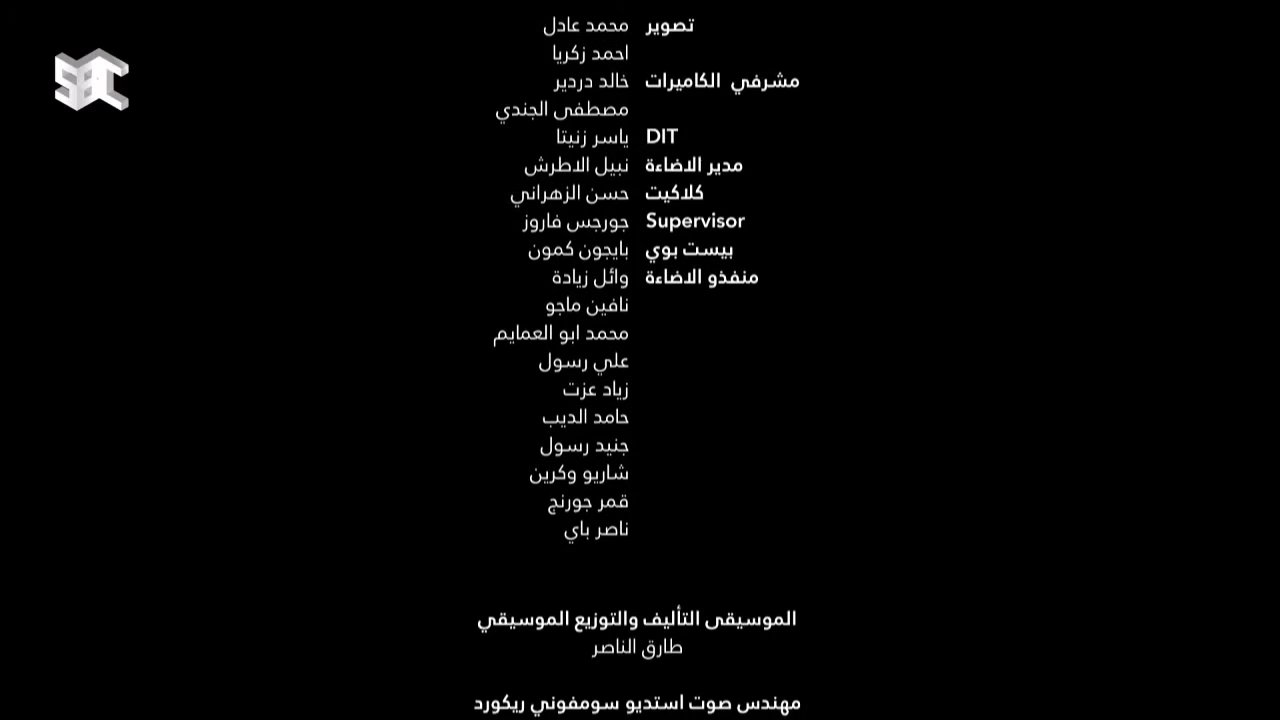 SBC
تصوير محمد عادل
احمد زكريا
مشرفي الكاميرات خالد دردير
مصطفى الجندي
DIT ياسر زنيتا
مدير الاضاءة نبيل الاطرش
كلاكيت حسن الزهراني
Supervisor جورجس فاروز
بيست بوي بايجون كمون
منفذو الاضاءة وائل زيادة
نافين ماجو
محمد ابو العمايم
علي رسول
زياد عزت
حامد الديب
جنيد رسول
شاريو وكرين
قمر جورنج
ناصر باي
الموسيقى التأليف والتوزيع الموسيقي
طارق الناصر
مهندس صوت استديو سومفوني ريكورد